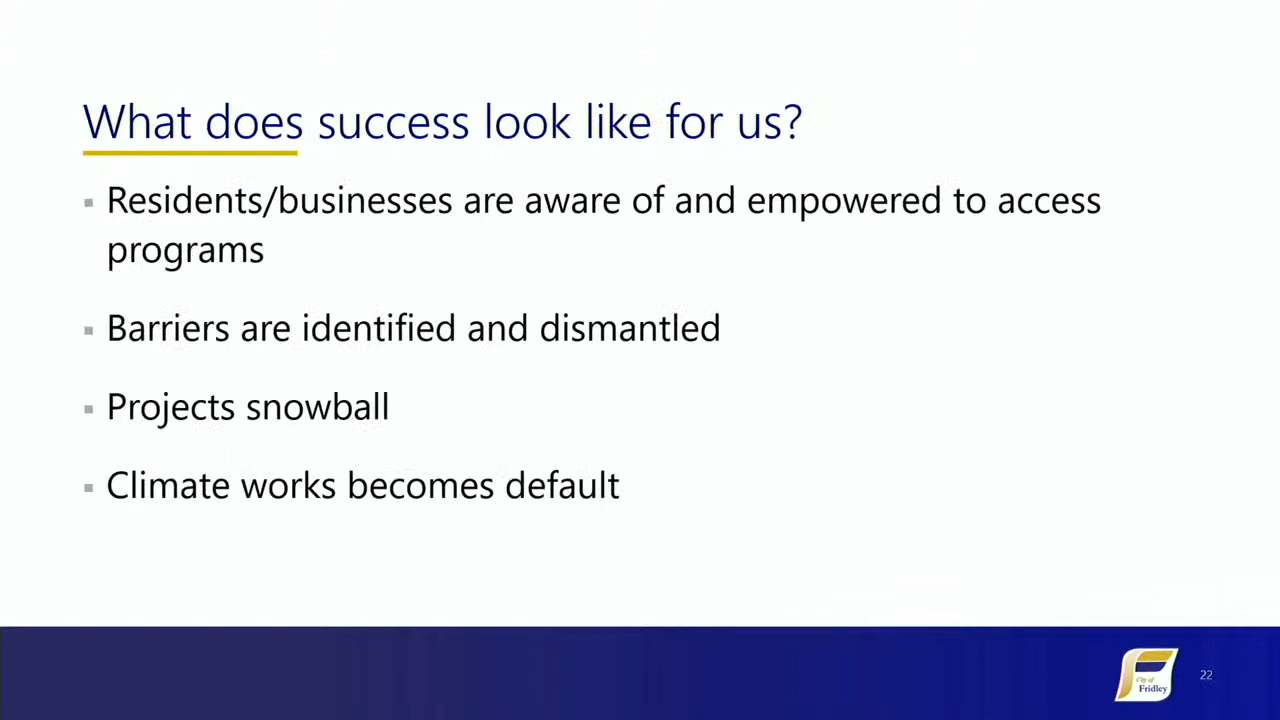 What does success look like for us?
▪ Residents/businesses are aware of and empowered to access
programs
▪ Barriers are identified and dismantled
▪ Projects snowball
▪ Climate works becomes default
City of
Fridley
22